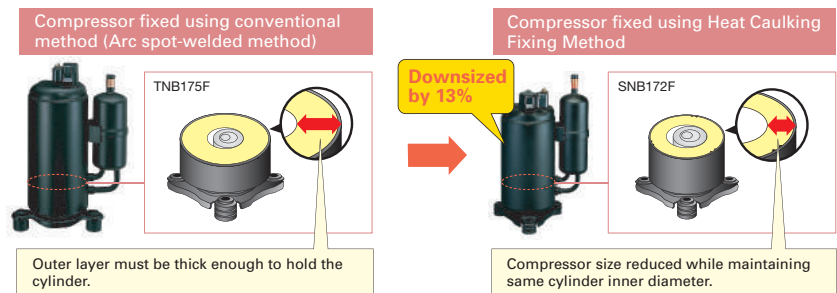 Compressor fixed using conventional
method (Arc spot-welded method)
TNB175F
Outer layer must be thick enough to hold the
cylinder.
Downsized
by 13%
Compressor fixed using Heat Caulking
Fixing Method
SNB172F
Compressor size reduced while maintaining
same cylinder inner diameter.